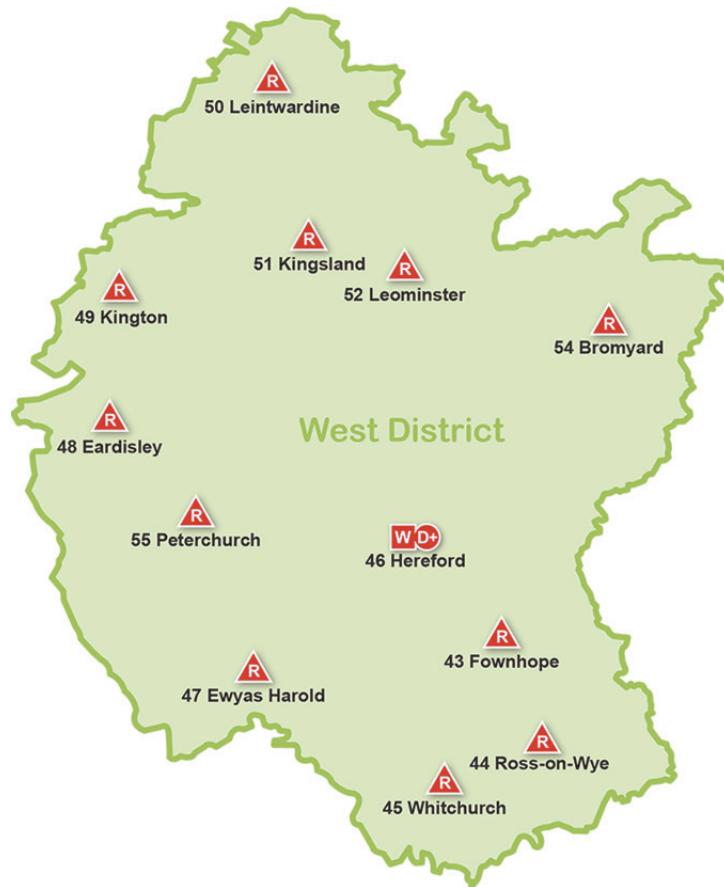 R
50 Leintwardine
R
51 Kingsland
R
52 Leominster
R
49 Kington
R
54 Bromyard
R
48 Eardisley
West District
R
55 Peterchurch
W D+
46 Hereford
R
43 Fownhope
R
47 Ewyas Harold
R
44 Ross-on-Wye
R
45 Whitchurch